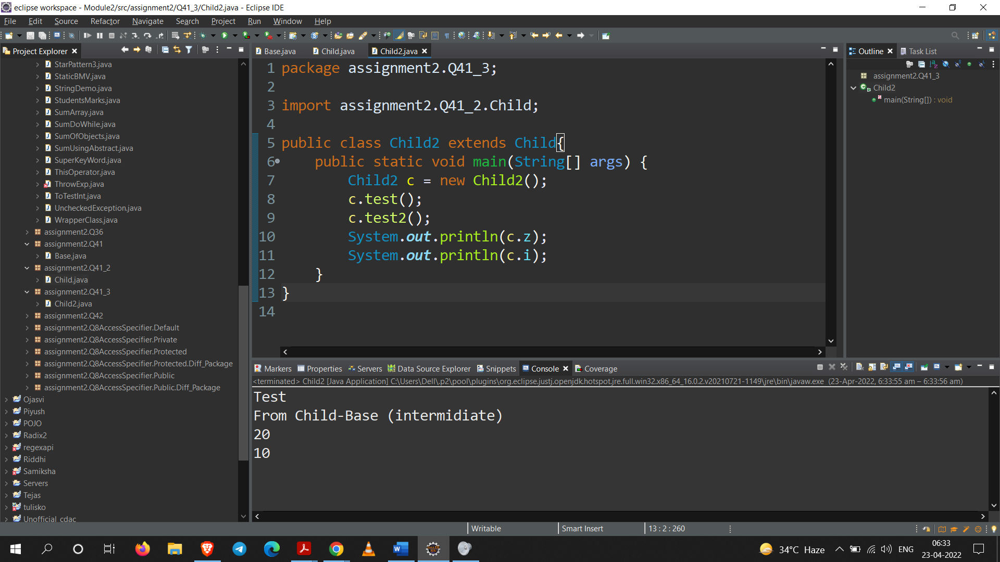 eclipse workspace - Module2/src/assignment2/Q41_3/Child2.java - Eclipse IDE
File Edit Source Refactor Navigate Search Project Run Window Help
Project Explorer
StarPattern3.java
StaticBMV.java
StringDemo.java
StudentsMarks.java
SumArray.java
SumDoWhile.java
SumOfObjects.java
SumUsingAbstract.java
SuperKeyWord.java
ThisOperator.java
ThrowExp.java
ToTestInt.java
UncheckedException.java
WrapperClass.java
assignment2.Q36
assignment2.Q41
Base.java
assignment2.Q41_2
Child.java
assignment2.Q41_3
Child2.java
assignment2.Q42
assignment2.Q8AccessSpecifier.Default
assignment2.Q8AccessSpecifier.Private
assignment2.Q8AccessSpecifier.Protected
assignment2.Q8AccessSpecifier.Protected.Diff_Package
assignment2.Q8AccessSpecifier.Public
assignment2.Q8AccessSpecifier.Public.Diff_Package
Ojasvi
Piyush
POJO
Radix2
regexapi
Riddhi
Samiksha
Servers
Tejas
tulisko
Unofficial_cdac
Base.java Child.java Child2.java
1 package assignment2.Q41_3;
2
3 import assignment2.Q41_2.Child;
4
5 public class Child2 extends Child{
6 public static void main(String[] args) {
7 Child2 c = new Child2();
8 c.test();
9 c.test2();
10 System.out.println(c.z);
11 System.out.println(c.i);
12 }
13 }
14
Outline Task List
assignment2.Q41_3
Child2
main(String[]) : void
Markers Properties Servers Data Source Explorer Snippets Console Coverage
<terminated> Child2 [Java Application] C:\Users\Dell\.p2\pool\plugins\org.eclipse.justj.openjdk.hotspot.jre.full.win32.x86_64_16.0.2.v20210721-1149\jre\bin\javaw.exe (23-Apr-2022, 6:33:55 am – 6:33:56 am)
Test
From Child-Base (intermidiate)
20
10
Writable Smart Insert 13 : 2 : 260
34°C Haze ENG 06:33
23-04-2022